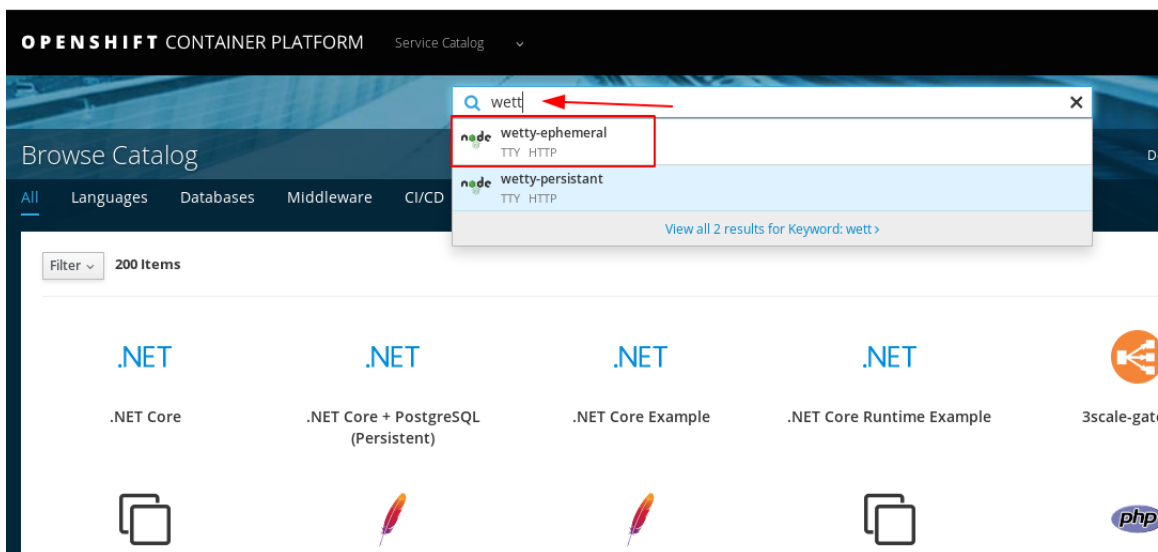 OPENSHIFT CONTAINER PLATFORM Service Catalog
wett
node wetty-ephemeral
TTY HTTP
Browse Catalog
node wetty-persistant
TTY HTTP
All Languages Databases Middleware CI/CD
View all 2 results for Keyword: wett
Filter 200 Items
.NET .NET .NET .NET
.NET Core .NET Core + PostgreSQL (Persistent) .NET Core Example .NET Core Runtime Example 3scale-gat
php